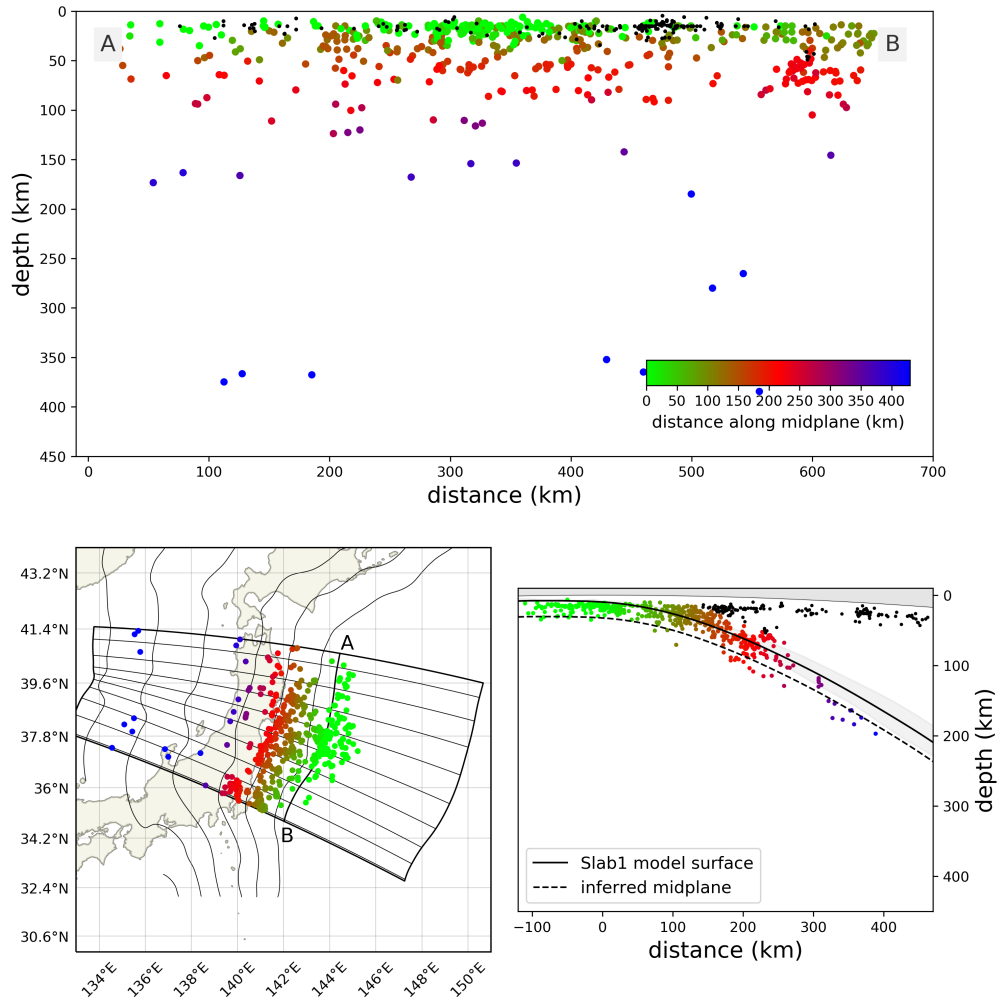 0
50
100
150
200
250
300
350
400
450
depth (km)
A
B
0 50 100 150 200 250 300 350 400
distance along midplane (km)
0 100 200 300 400 500 600 700
distance (km)
43.2°N
41.4°N
39.6°N
37.8°N
36°N
34.2°N
32.4°N
30.6°N
A
B
134°E 136°E 138°E 140°E 142°E 144°E 146°E 148°E 150°E
0
100
200
300
400
depth (km)
Slab1 model surface
inferred midplane
−100 0 100 200 300 400
distance (km)